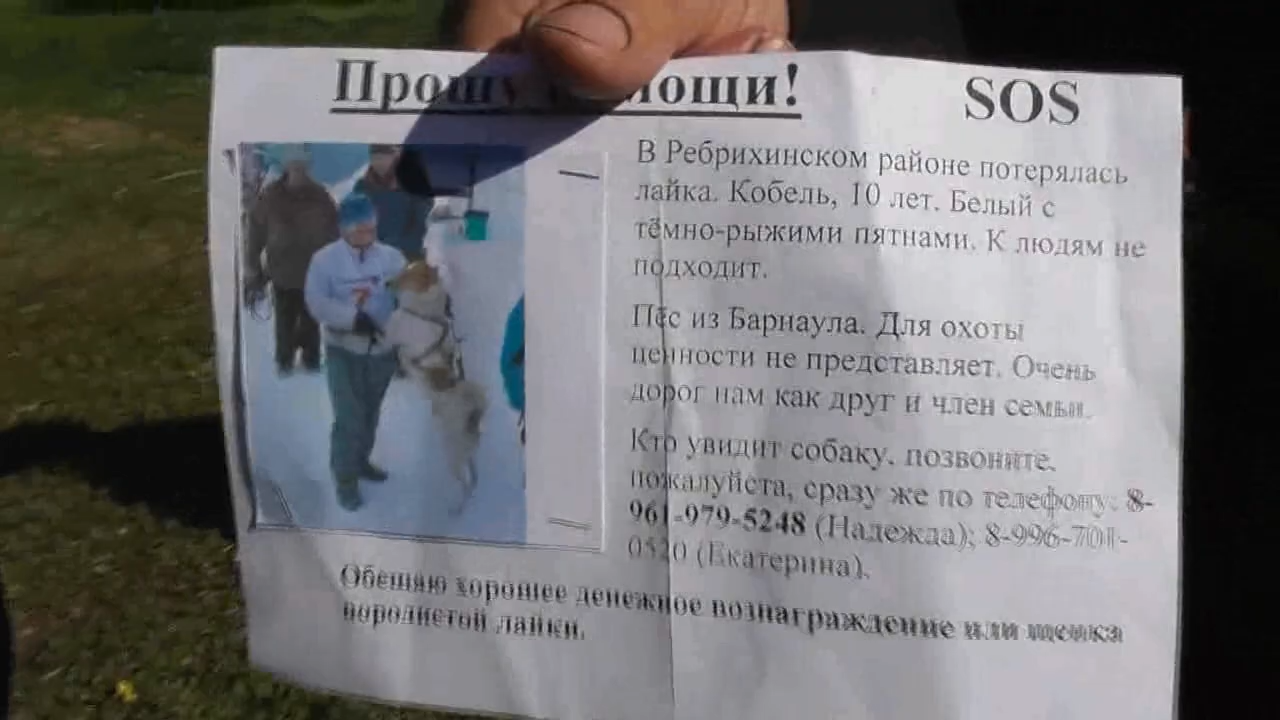 Прошу помощи! SOS
В Ребрихинском районе потерялась
лайка. Кобель, 10 лет. Белый с
тёмно-рыжими пятнами. К людям не
подходит.
Пёс из Барнаула. Для охоты
ценности не представляет. Очень
дорог нам как друг и член семьи.
Кто увидит собаку, позвоните,
пожалуйста, сразу же по телефону: 8-
961-979-5248 (Надежда); 8-996-701-
0520 (Екатерина).
Обещаю хорошее денежное вознаграждение или щенка
породистой лайки.